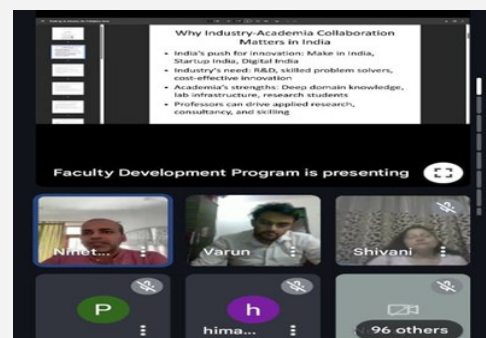 Why Industry-Academia Collaboration
Matters in India
• India's push for innovation: Make in India,
Startup India, Digital India
• Industry's need: R&D, skilled problem solvers,
cost-effective innovation
• Academia's strengths: Deep domain knowledge,
lab infrastructure, research students
• Professors can drive applied research,
consultancy, and skilling
Faculty Development Program is presenting
Varun
Shivani
P
h
hima...
96 others